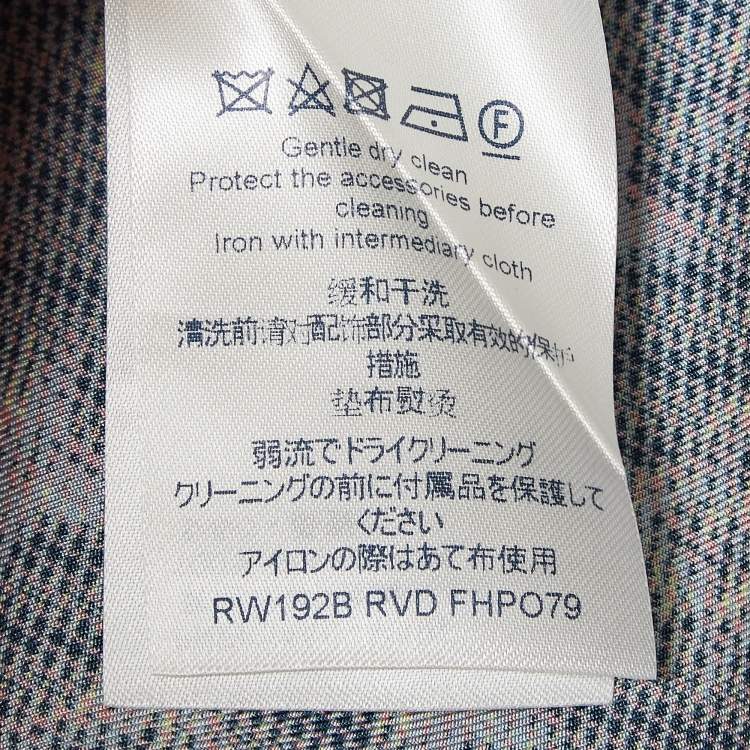 F
Gentle dry clean
Protect the accessories before
cleaning
Iron with intermediary cloth
缓和干洗
清洗前请对配饰部分采取有效的保护
措施
垫布熨烫
弱流でドライクリーニング
クリーニングの前に付属品を保護して
ください
アイロンの際はあて布使用
RW192B RVD FHPO79